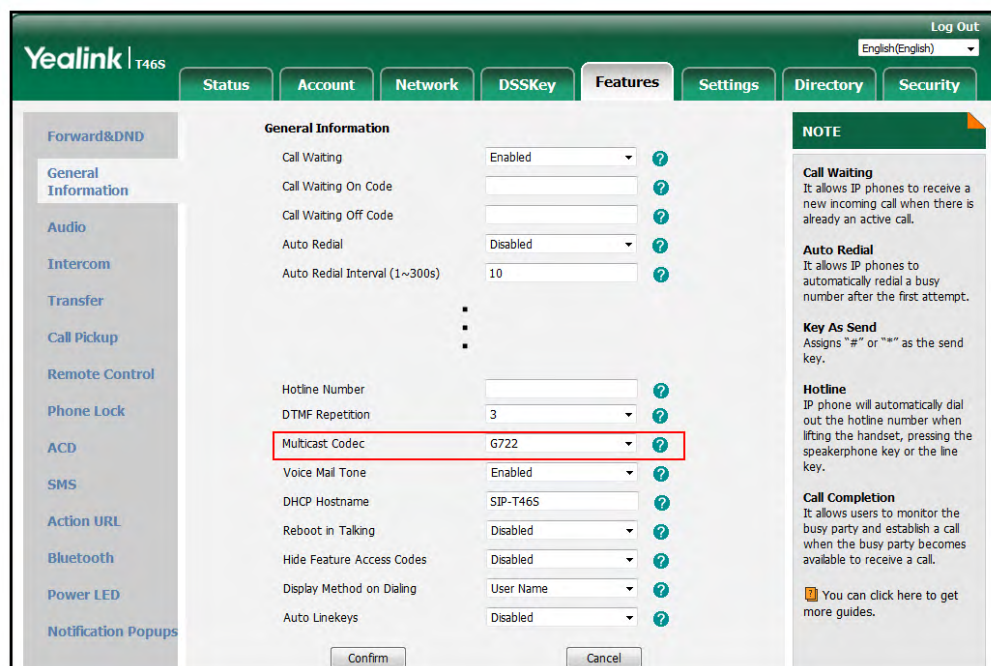 Log Out
Yealink T46S
English(English)
Status Account Network DSSKey Features Settings Directory Security
Forward&DND
General
Information
Audio
Intercom
Transfer
Call Pickup
Remote Control
Phone Lock
ACD
SMS
Action URL
Bluetooth
Power LED
Notification Popups
General Information
Call Waiting Enabled ?
Call Waiting On Code ?
Call Waiting Off Code ?
Auto Redial Disabled ?
Auto Redial Interval (1~300s) 10 ?
Hotline Number ?
DTMF Repetition 3 ?
Multicast Codec G722 ?
Voice Mail Tone Enabled ?
DHCP Hostname SIP-T46S ?
Reboot in Talking Disabled ?
Hide Feature Access Codes Disabled ?
Display Method on Dialing User Name ?
Auto Linekeys Disabled ?
Confirm Cancel
NOTE
Call Waiting
It allows IP phones to receive a
new incoming call when there is
already an active call.
Auto Redial
It allows IP phones to
automatically redial a busy
number after the first attempt.
Key As Send
Assigns "#" or "*" as the send
key.
Hotline
IP phone will automatically dial
out the hotline number when
lifting the handset, pressing the
speakerphone key or the line
key.
Call Completion
It allows users to monitor the
busy party and establish a call
when the busy party becomes
available to receive a call.
? You can click here to get
more guides.